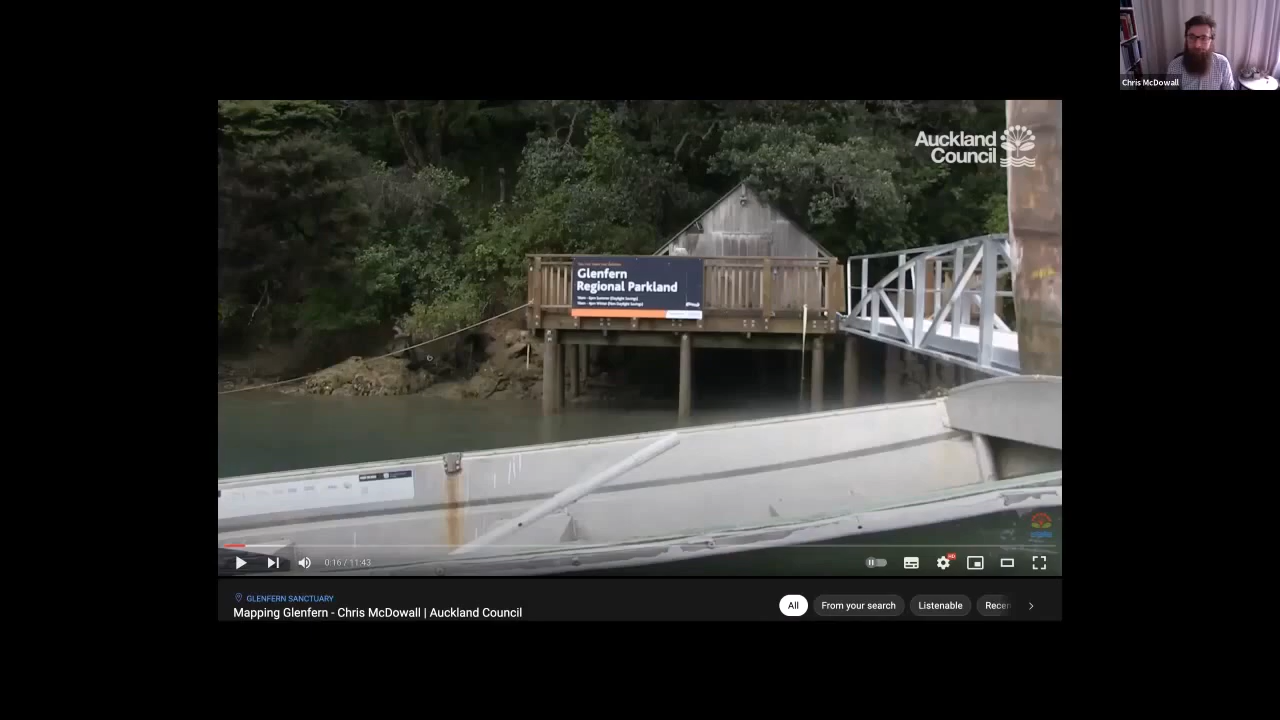 Chris McDowall
Auckland
Council
Glenfern
Regional Parkland
0:16 / 11:43
HD
GLENFERN SANCTUARY
Mapping Glenfern - Chris McDowall | Auckland Council
All
From your search
Listenable
Recen